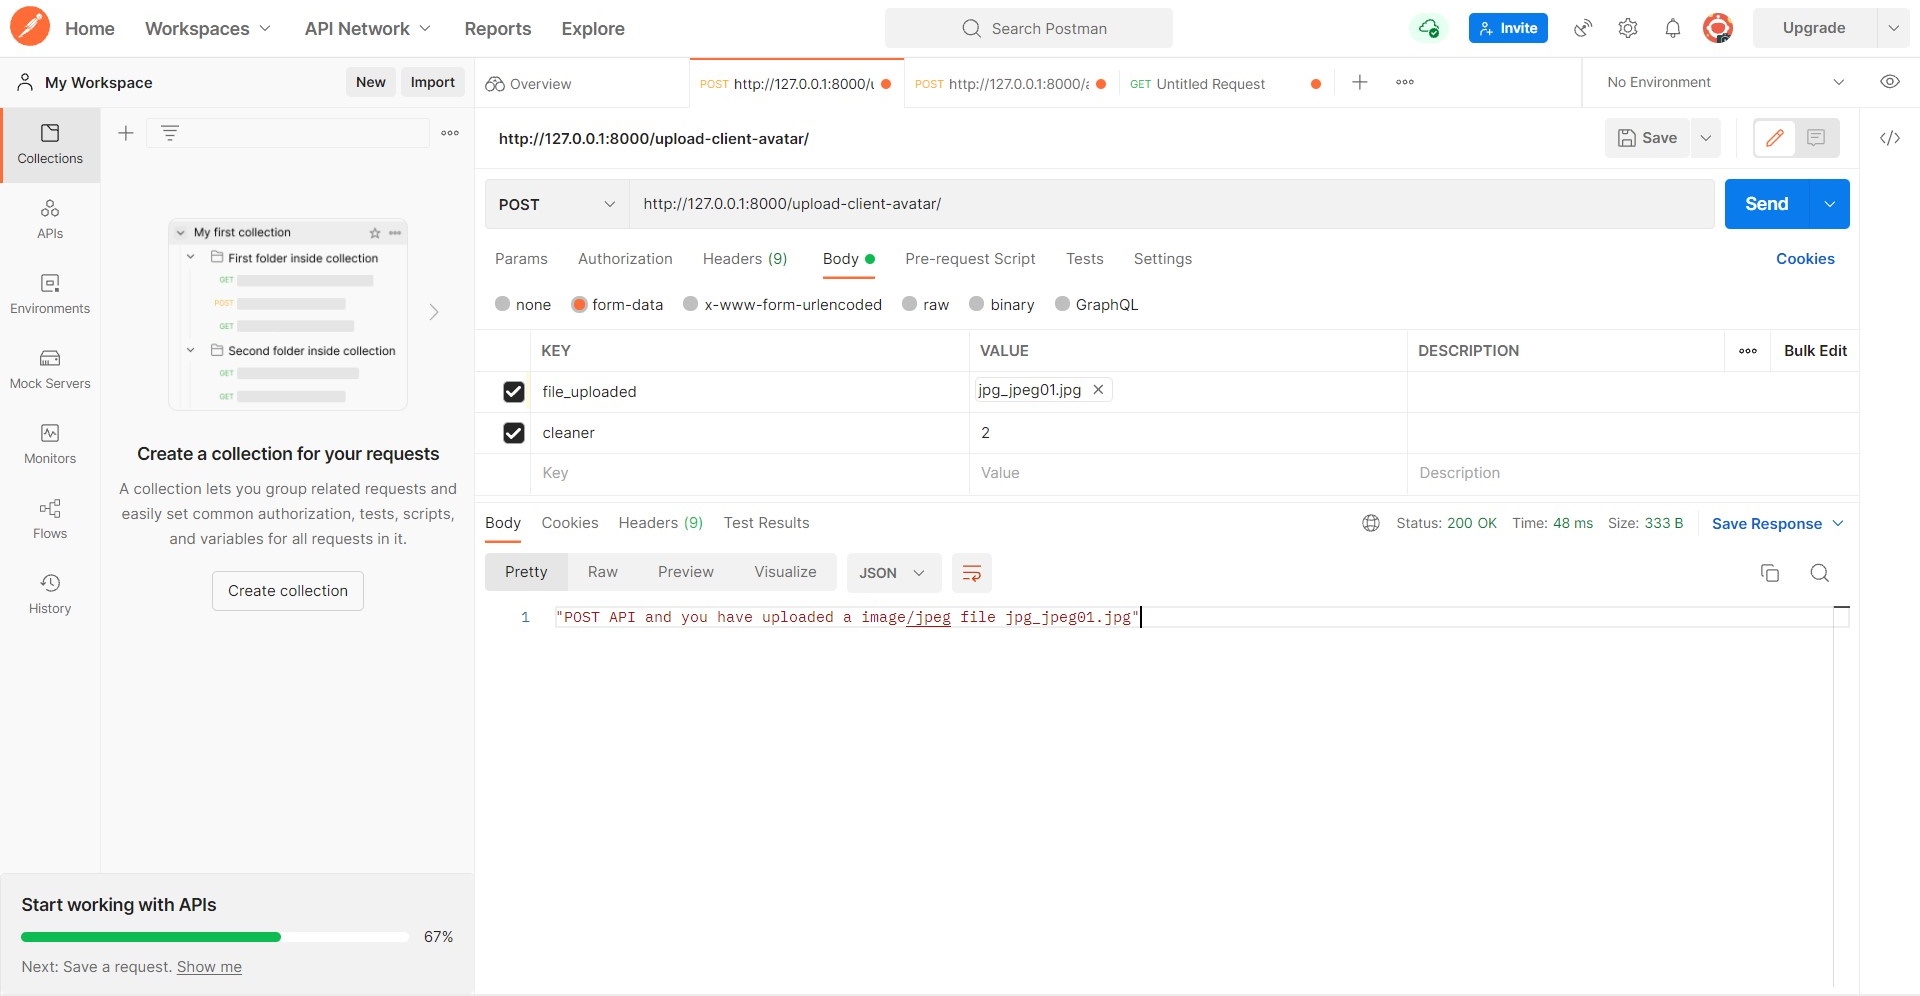 Home Workspaces API Network Reports Explore Search Postman Invite Upgrade
My Workspace New Import Overview POST http://127.0.0.1:8000/u POST http://127.0.0.1:8000/a GET Untitled Request No Environment
Collections
APIs
Environments
Mock Servers
Monitors
Flows
History
My first collection
First folder inside collection
GET
POST
GET
Second folder inside collection
GET
GET
Create a collection for your requests
A collection lets you group related requests and
easily set common authorization, tests, scripts,
and variables for all requests in it.
Create collection
Start working with APIs
67%
Next: Save a request. Show me
http://127.0.0.1:8000/upload-client-avatar/ Save
POST http://127.0.0.1:8000/upload-client-avatar/ Send
Params Authorization Headers (9) Body Pre-request Script Tests Settings Cookies
none form-data x-www-form-urlencoded raw binary GraphQL
KEY VALUE DESCRIPTION Bulk Edit
file_uploaded jpg_jpeg01.jpg
cleaner 2
Key Value Description
Body Cookies Headers (9) Test Results Status: 200 OK Time: 48 ms Size: 333 B Save Response
Pretty Raw Preview Visualize JSON
1 "POST API and you have uploaded a image/jpeg file jpg_jpeg01.jpg"